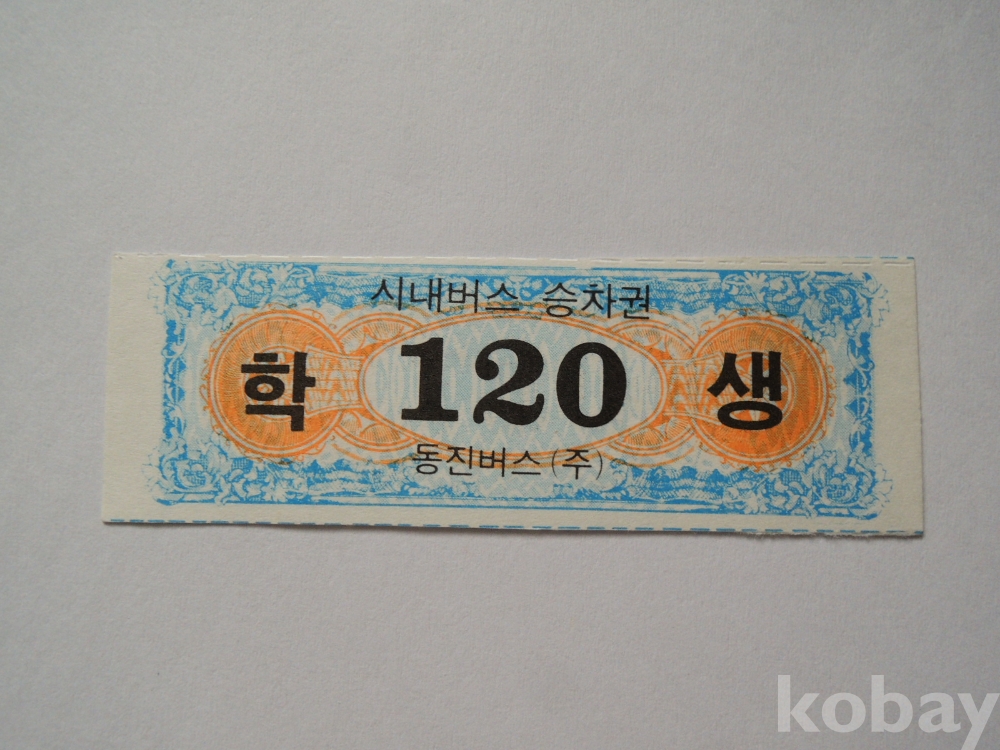 시내버스 승차권
학 120 생
동진버스(주)
kobay